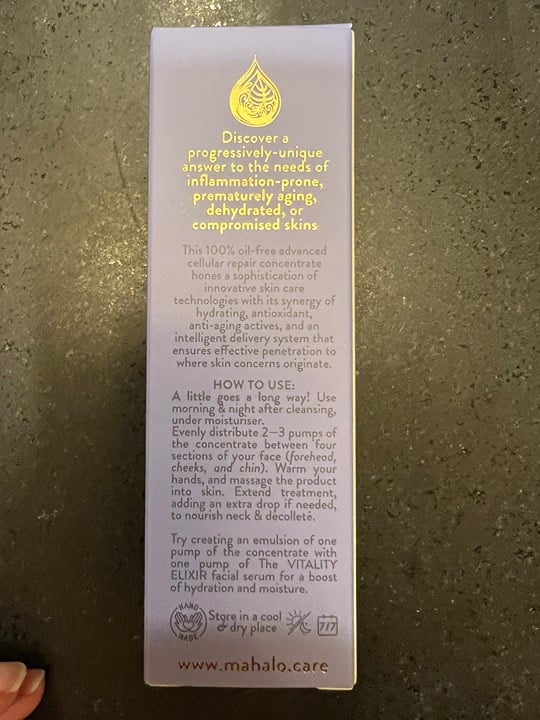 Discover a
progressively-unique
answer to the needs of
inflammation-prone,
prematurely aging,
dehydrated, or
compromised skins
This 100% oil-free advanced
cellular repair concentrate
hones a sophistication of
innovative skin care
technologies with its synergy of
hydrating, antioxidant,
anti-aging actives, and an
intelligent delivery system that
ensures effective penetration to
where skin concerns originate.
HOW TO USE:
A little goes a long way! Use
morning & night after cleansing,
under moisturiser.
Evenly distribute 2—3 pumps of
the concentrate between four
sections of your face (forehead,
cheeks, and chin). Warm your
hands, and massage the product
into skin. Extend treatment,
adding an extra drop if needed,
to nourish neck & décolleté.
Try creating an emulsion of one
pump of the concentrate with
one pump of The VITALITY
ELIXIR facial serum for a boost
of hydration and moisture.
HAND
MADE
Store in a cool
& dry place
7/7
www.mahalo.care